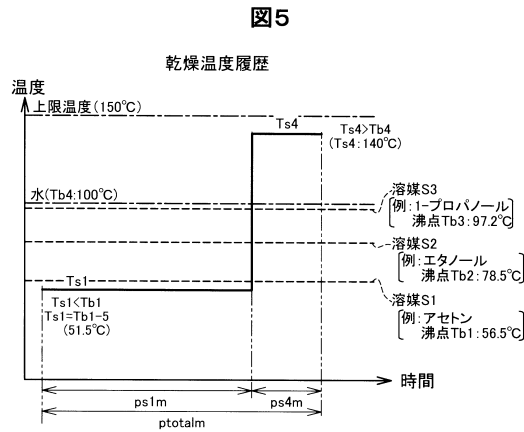 図5
乾燥温度履歴
温度
上限温度(150℃)
Ts4
Ts4>Tb4
(Ts4:140℃)
水(Tb4:100℃)
溶媒S3
例:1-プロパノール
沸点Tb3:97.2℃
溶媒S2
例:エタノール
沸点Tb2:78.5℃
Ts1
Ts1<Tb1
Ts1=Tb1-5
(51.5℃)
溶媒S1
例:アセトン
沸点Tb1:56.5℃
時間
ps1m
ps4m
ptotalm